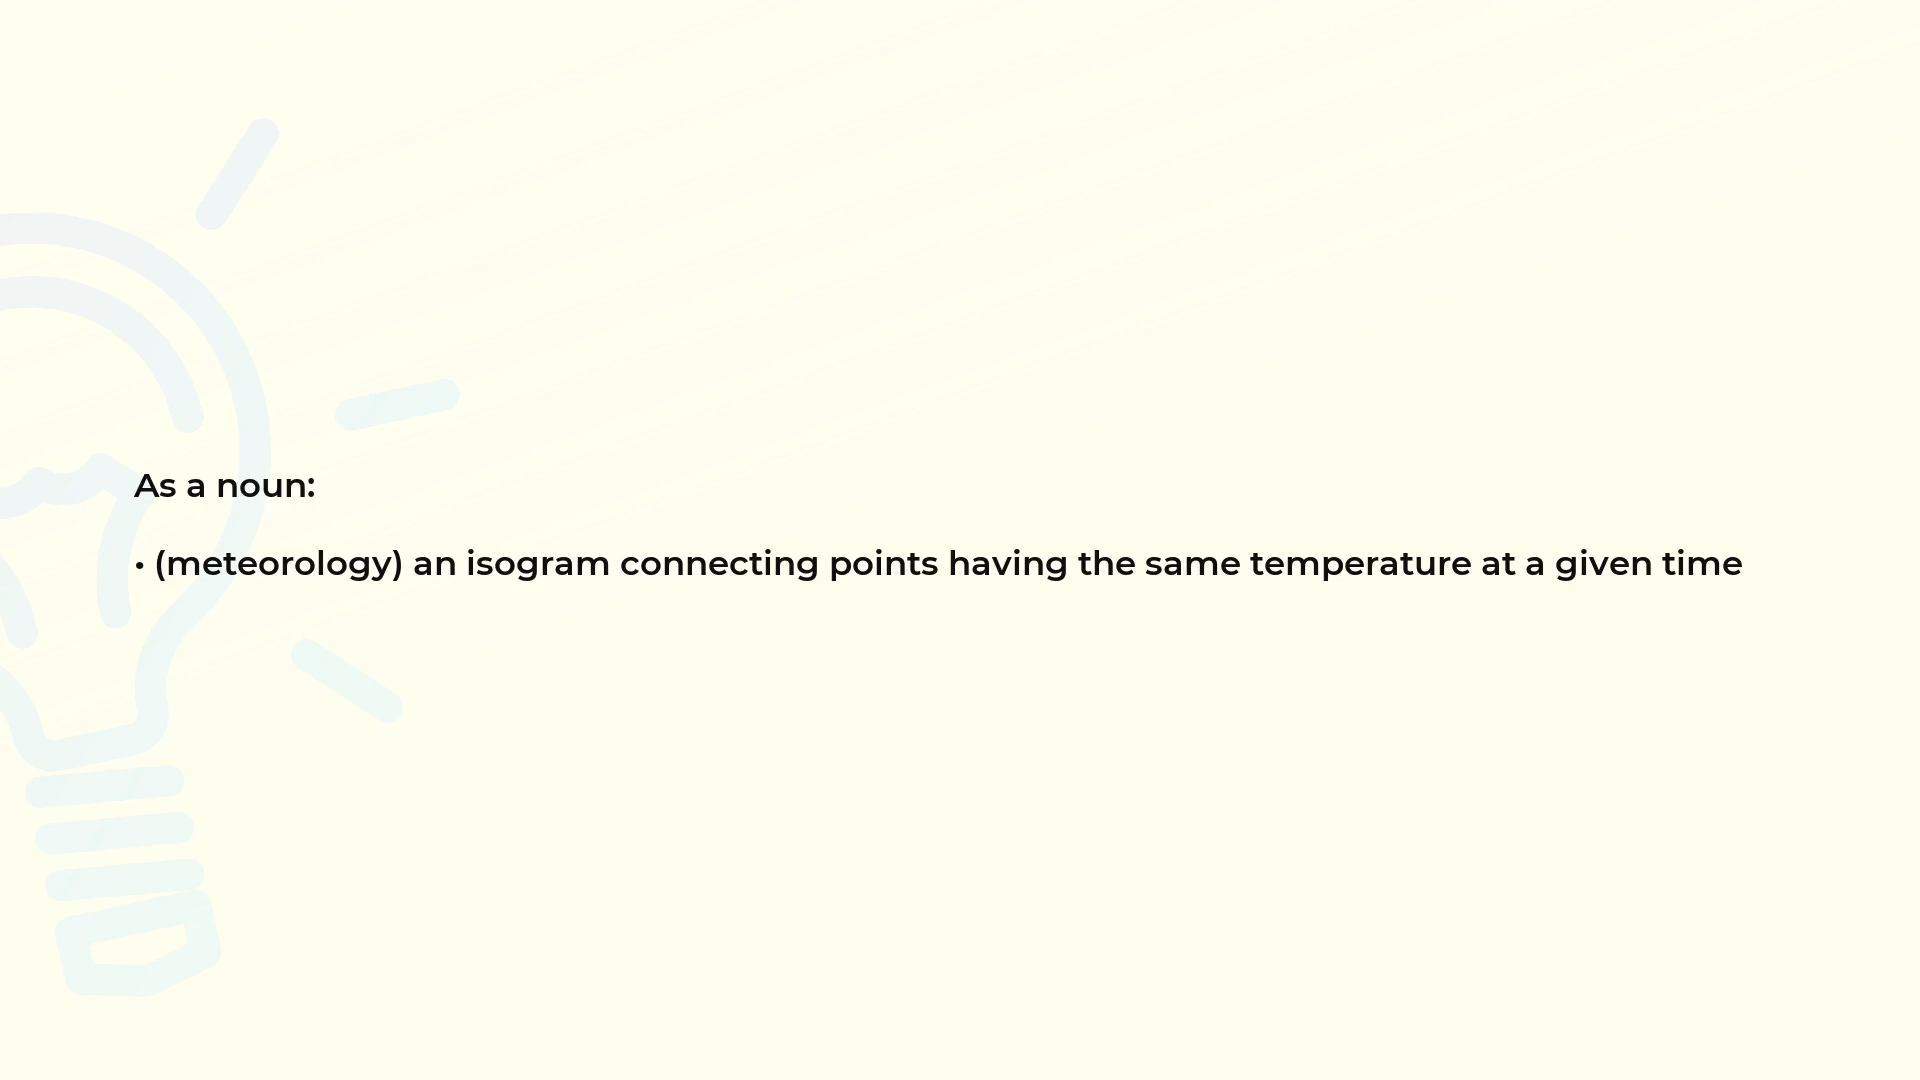 As a noun:
• (meteorology) an isogram connecting points having the same temperature at a given time